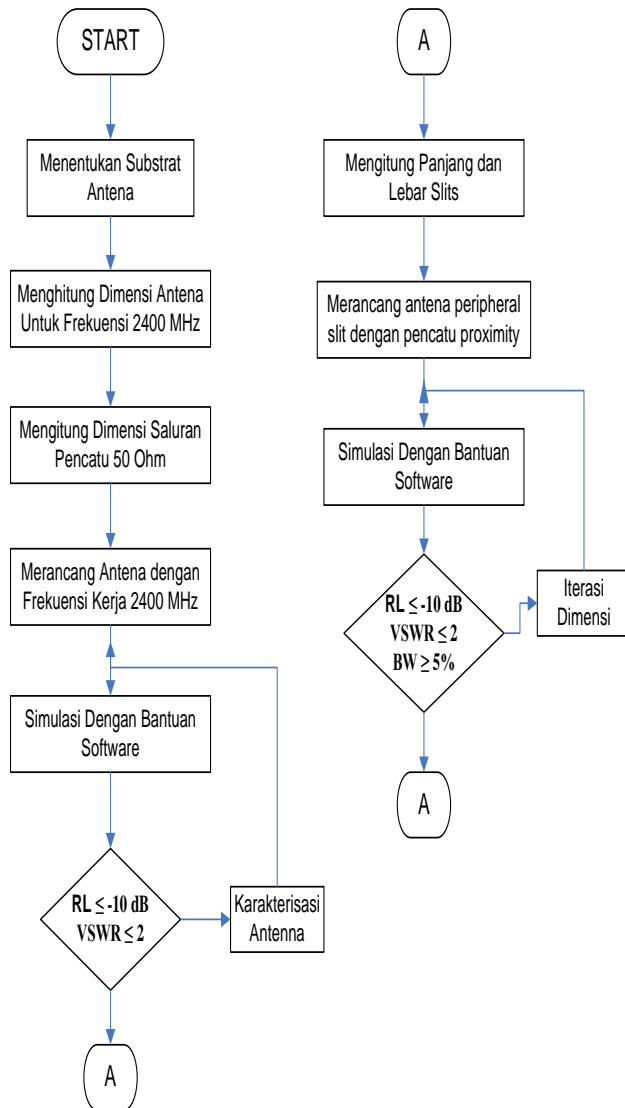 START
Menentukan Substrat
Antena
Menghitung Dimensi Antena
Untuk Frekuensi 2400 MHz
Mengitung Dimensi Saluran
Pencatu 50 Ohm
Merancang Antena dengan
Frekuensi Kerja 2400 MHz
Simulasi Dengan Bantuan
Software
RL ≤ -10 dB
VSWR ≤ 2
Karakterisasi
Antenna
A
A
Mengitung Panjang dan
Lebar Slits
Merancang antena peripheral
slit dengan pencatu proximity
Simulasi Dengan Bantuan
Software
RL ≤ -10 dB
VSWR ≤ 2
BW ≥ 5%
Iterasi
Dimensi
A